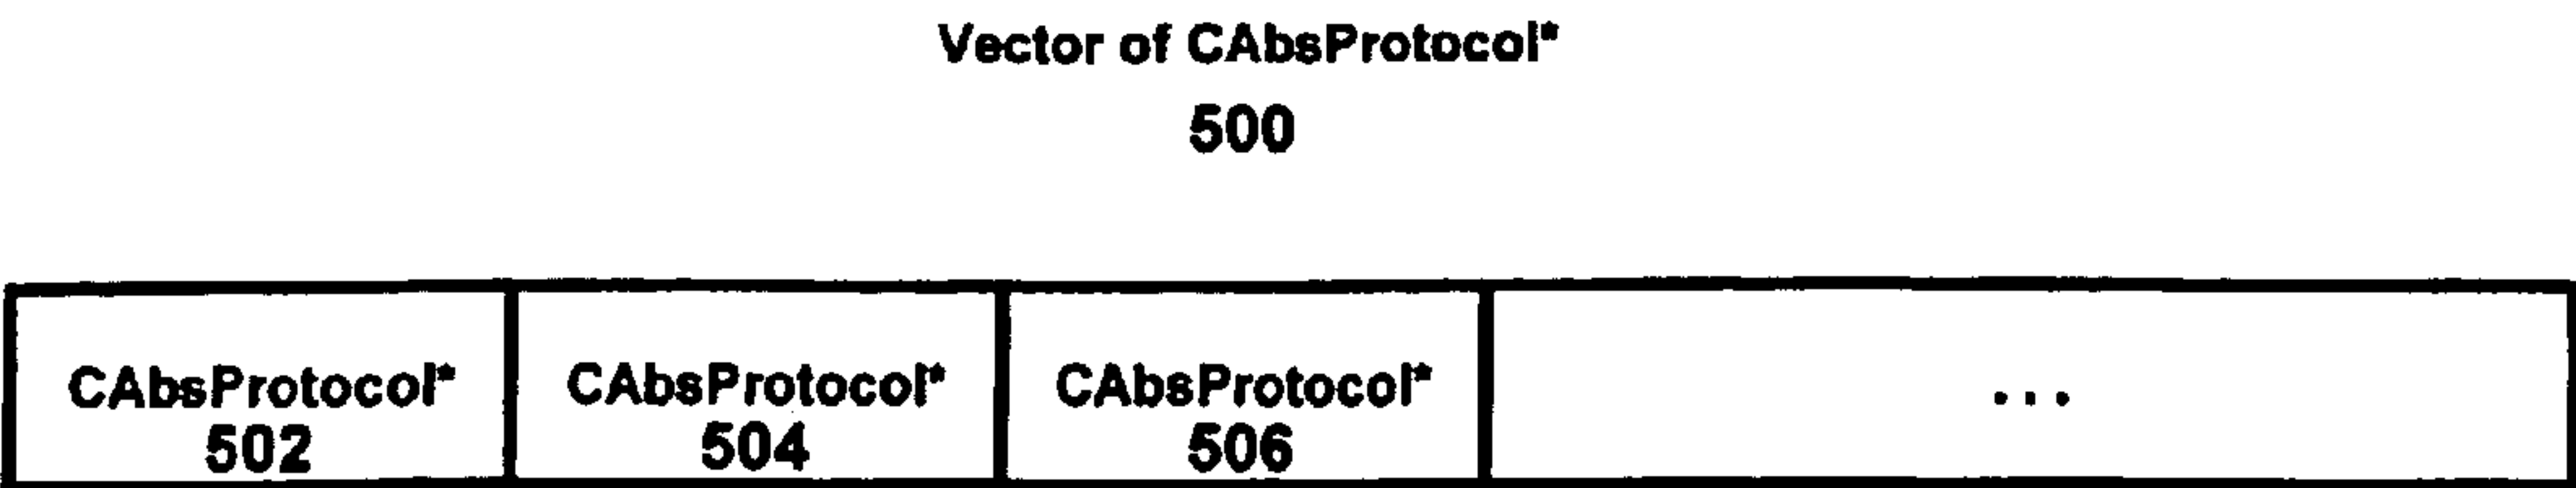 Vector of CAbsProtocol*
500
CAbsProtocol* CAbsProtocol* CAbsProtocol* ...
502 504 506